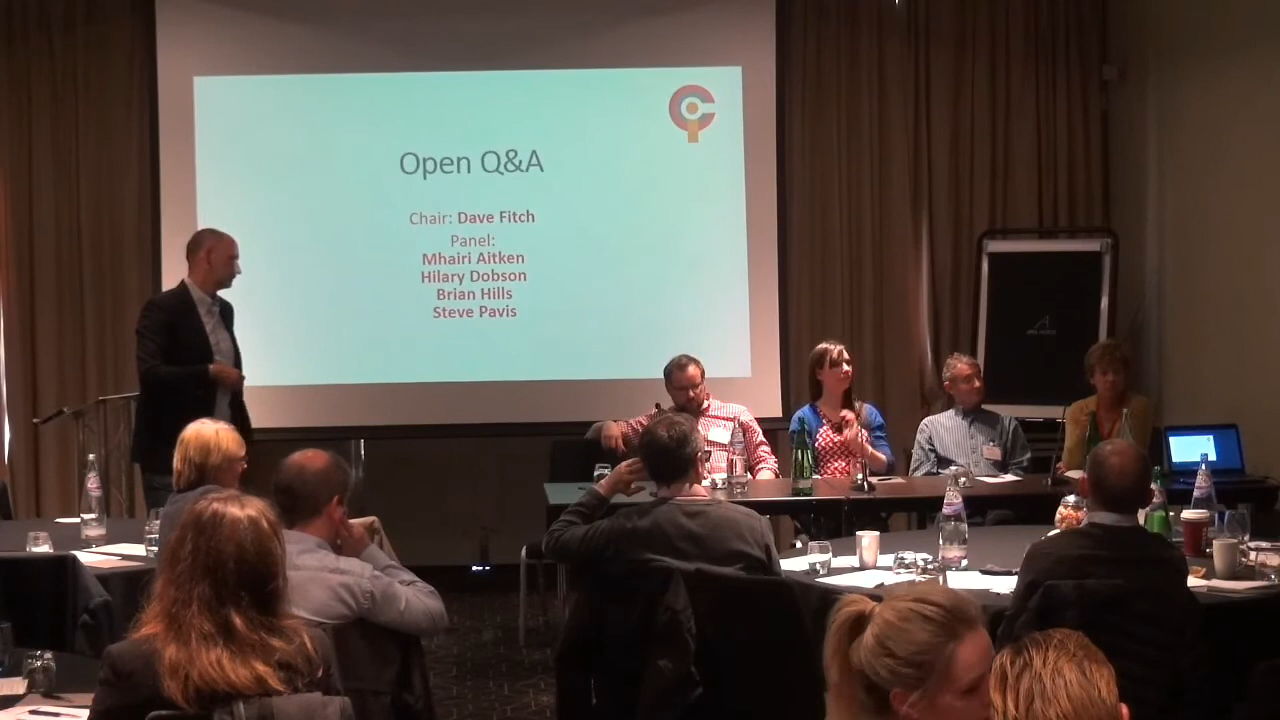 Open Q&A
Chair: Dave Fitch
Panel:
Mhairi Aitken
Hilary Dobson
Brian Hills
Steve Pavis